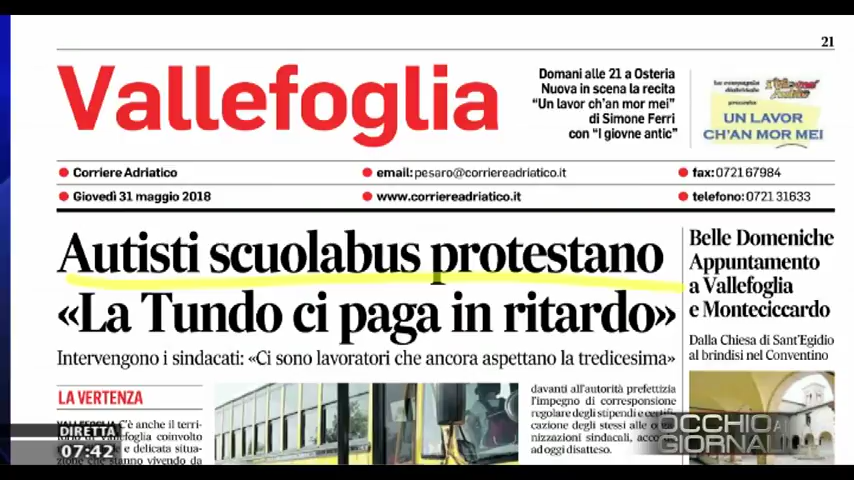 21
Vallefoglia
Domani alle 21 a Osteria
Nuova in scena la recita
“Un lavor ch’an mor mei”
di Simone Ferri
con “I giovne antic”
UN LAVOR
CH'AN MOR MEI
Corriere Adriatico
email: pesaro@corriereadriatico.it
fax: 0721 67984
Giovedì 31 maggio 2018
www.corriereadriatico.it
telefono: 0721 31633
Autisti scuolabus protestano
«La Tundo ci paga in ritardo»
Intervengono i sindacati: «Ci sono lavoratori che ancora aspettano la tredicesima»
Belle Domeniche
Appuntamento
a Vallefoglia
e Monteciccardo
Dalla Chiesa di Sant'Egidio
al brindisi nel Conventino
LA VERTENZA
C'è anche il terri-
Vallefoglia coinvolto
e delicata situa-
che stanno vivendo da
davanti all'autorità prefettizia
l'impegno di corresponsione
regolare degli stipendi e certifi-
cazione degli stessi alle orga-
nizzazioni sindacali,
ad oggi disatteso.
DIRETTA
07:42
OCCHIO AI
GIORNALI